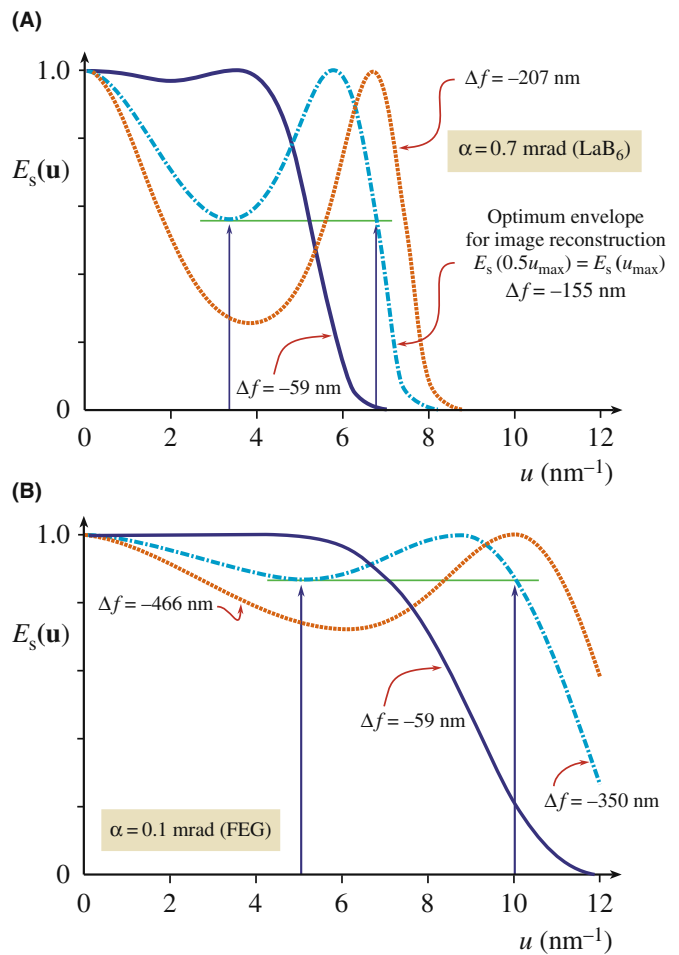 (A)
1.0
Eₛ(u)
0
0
2
4
6
8
10
12
u (nm⁻¹)
Δf = –207 nm
α = 0.7 mrad (LaB₆)
Optimum envelope
for image reconstruction
Eₛ (0.5uₘₐₓ) = Eₛ (uₘₐₓ)
Δf = –155 nm
Δf = –59 nm
(B)
1.0
Eₛ(u)
0
0
2
4
6
8
10
12
u (nm⁻¹)
Δf = –466 nm
Δf = –59 nm
Δf = –350 nm
α = 0.1 mrad (FEG)